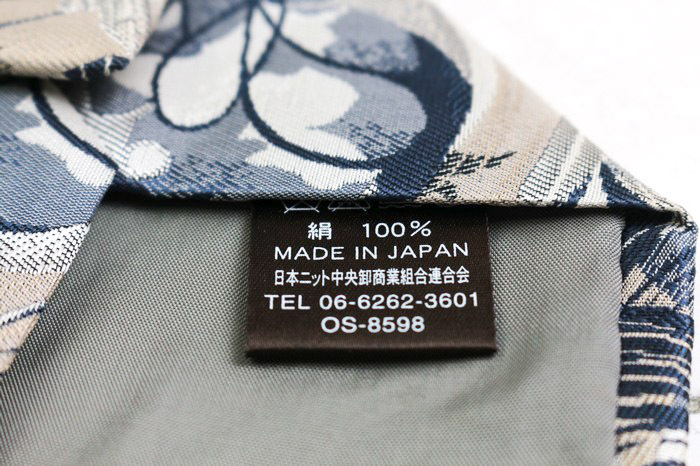 絹 100%
MADE IN JAPAN
日本ニット中央卸商業組合連合会
TEL 06-6262-3601
OS-8598